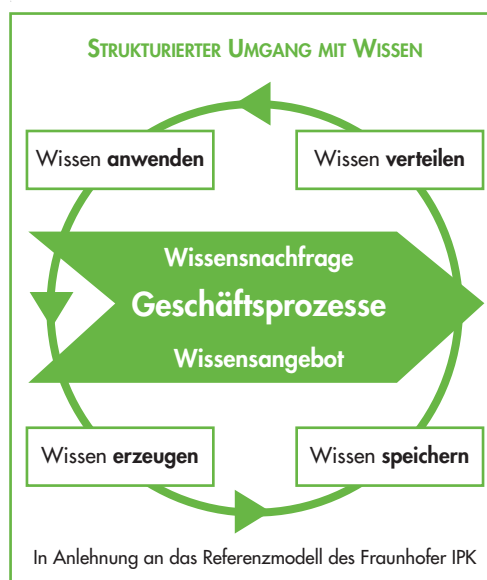 STRUKTURIERTER UMGANG MIT WISSEN
Wissen anwenden
Wissen verteilen
Wissensnachfrage
Geschäftsprozesse
Wissensangebot
Wissen erzeugen
Wissen speichern
In Anlehnung an das Referenzmodell des Fraunhofer IPK